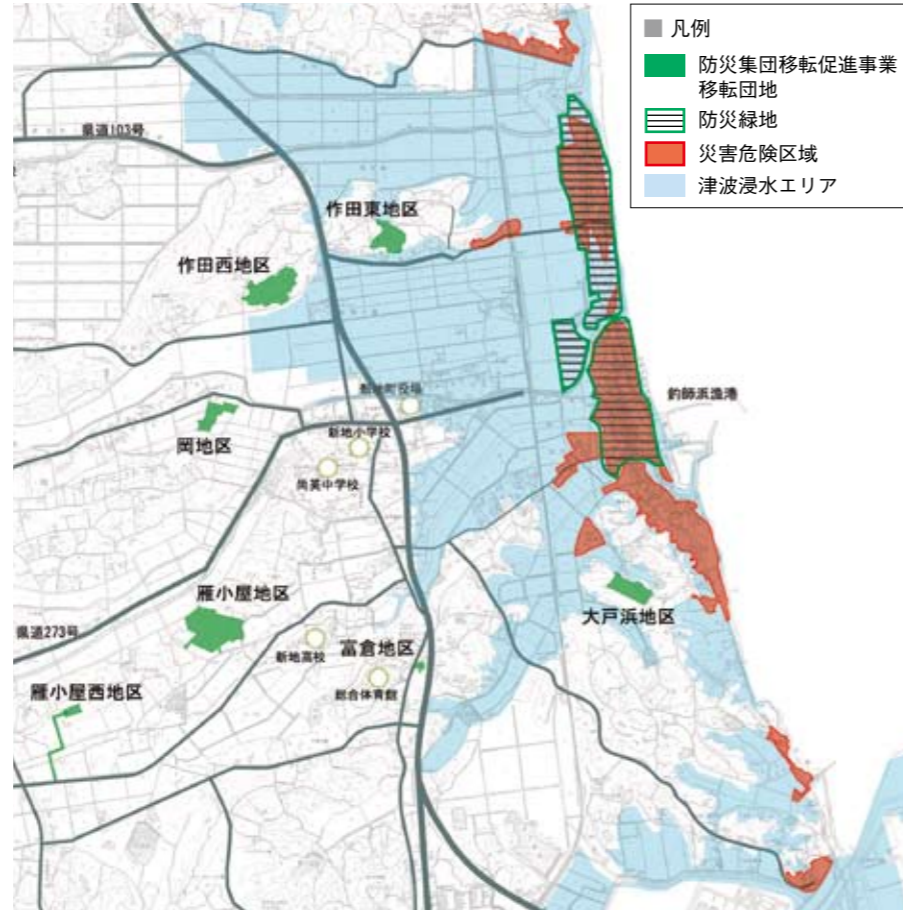 凡例
防災集団移転促進事業
移転団地
防災緑地
災害危険区域
津波浸水エリア
県道103号
作田東地区
作田西地区
新地町役場
釣師浜漁港
岡地区
新地小学校
尚英中学校
雁小屋地区
大戸浜地区
県道273号
新地高校
富倉地区
雁小屋西地区
総合体育館